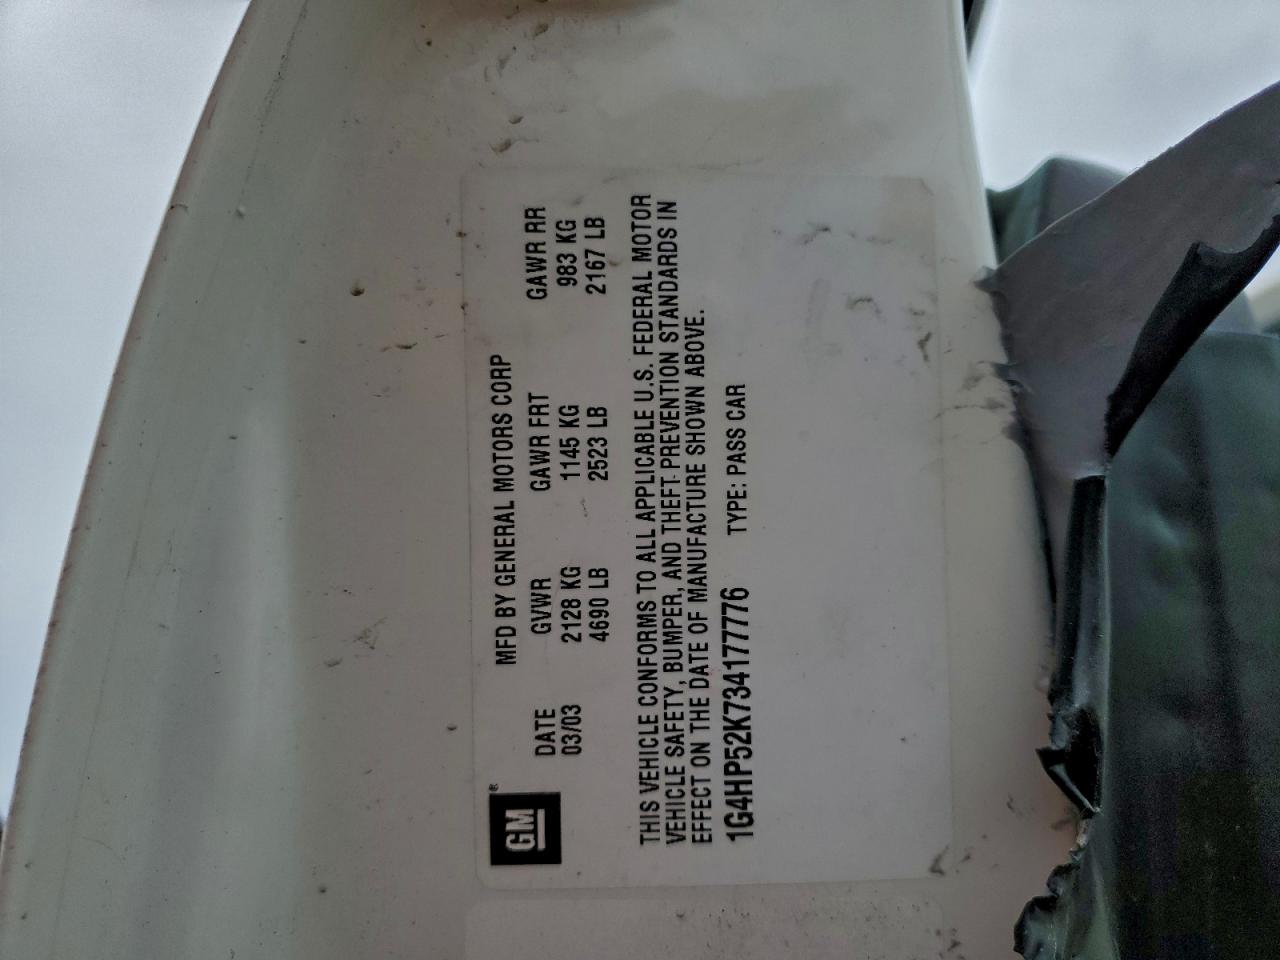 GM®
MFD BY GENERAL MOTORS CORP
DATE GVWR GAWR FRT GAWR RR
03/03 2128 KG 1145 KG 983 KG
4690 LB 2523 LB 2167 LB
THIS VEHICLE CONFORMS TO ALL APPLICABLE U.S. FEDERAL MOTOR
VEHICLE SAFETY, BUMPER, AND THEFT PREVENTION STANDARDS IN
EFFECT ON THE DATE OF MANUFACTURE SHOWN ABOVE.
1G4HP52K734177776 TYPE: PASS CAR